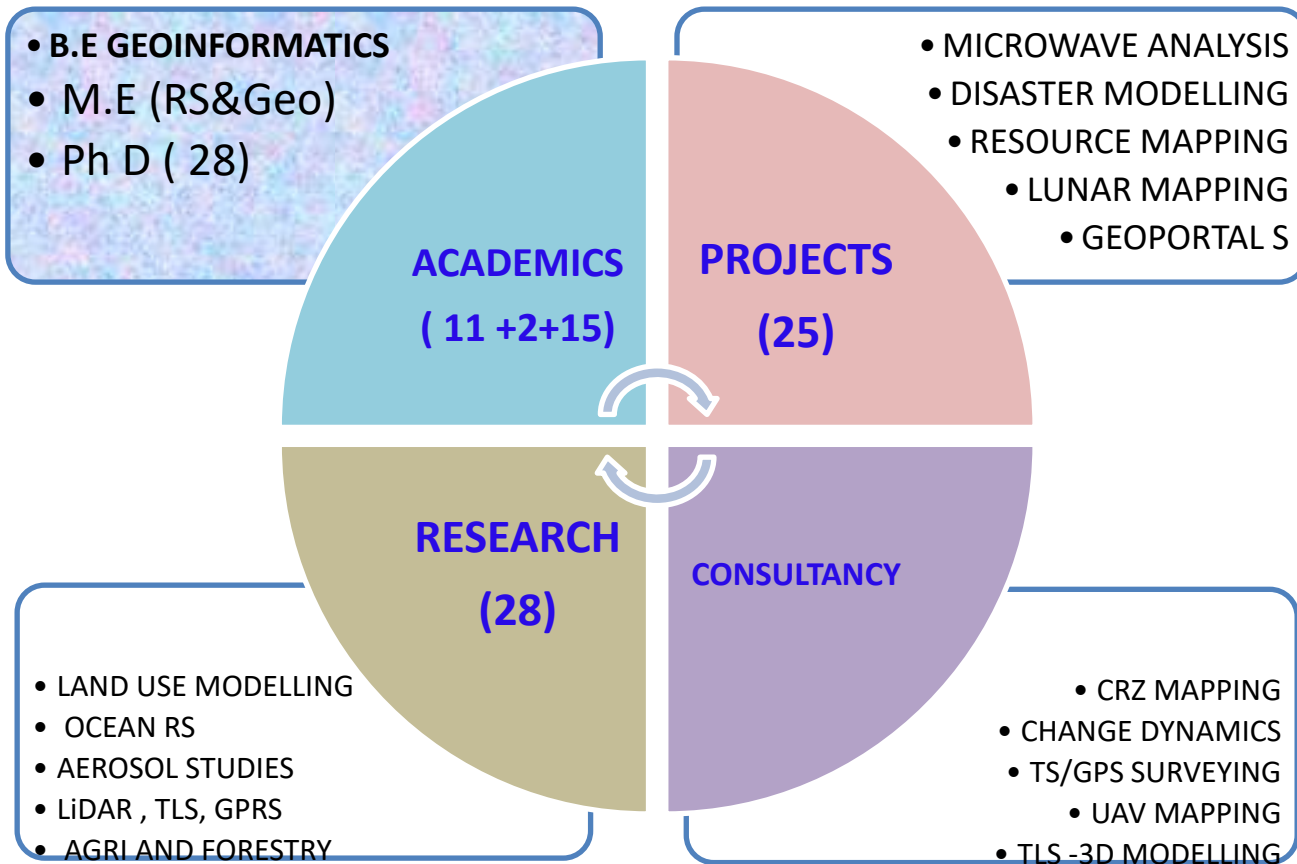 • B.E GEOINFORMATICS
• M.E (RS&Geo)
• Ph D ( 28)
• MICROWAVE ANALYSIS
• DISASTER MODELLING
• RESOURCE MAPPING
• LUNAR MAPPING
• GEOPORTAL S
ACADEMICS
( 11 +2+15)
PROJECTS
(25)
RESEARCH
(28)
CONSULTANCY
• LAND USE MODELLING
• OCEAN RS
• AEROSOL STUDIES
• LiDAR , TLS, GPRS
• AGRI AND FORESTRY
• CRZ MAPPING
• CHANGE DYNAMICS
• TS/GPS SURVEYING
• UAV MAPPING
• TLS -3D MODELLING